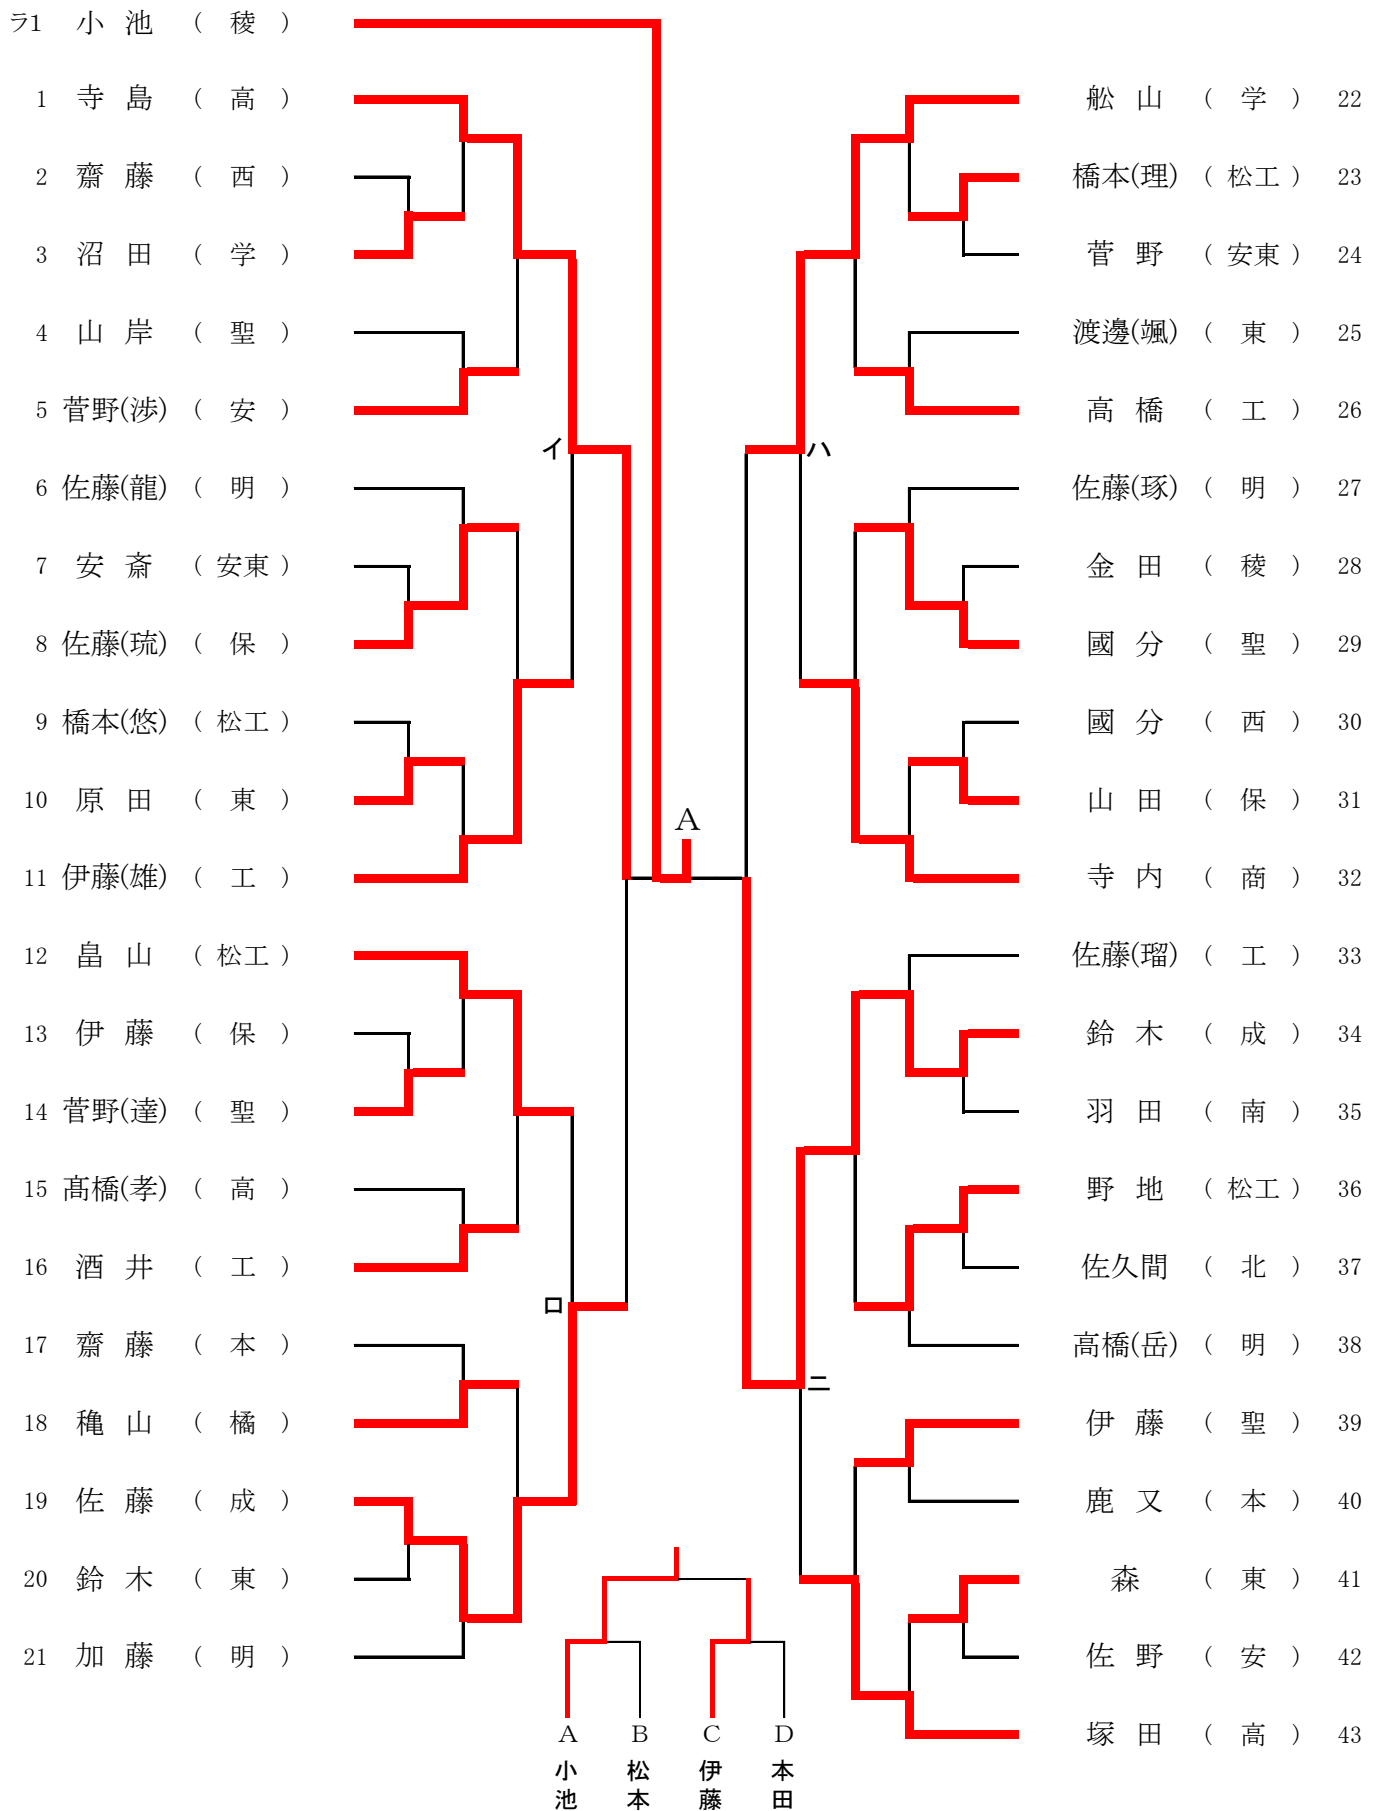 ラ1 小池 （ 稜 ）
1 寺島 （ 高 ）
2 齋藤 （ 西 ）
3 沼田 （ 学 ）
4 山岸 （ 聖 ）
5 菅野(渉) （ 安 ）
6 佐藤(龍) （ 明 ）
7 安斎 （ 安東 ）
8 佐藤(琉) （ 保 ）
9 橋本(悠) （ 松工 ）
10 原田 （ 東 ）
11 伊藤(雄) （ 工 ）
12 畠山 （ 松工 ）
13 伊藤 （ 保 ）
14 菅野(達) （ 聖 ）
15 髙橋(孝) （ 高 ）
16 酒井 （ 工 ）
17 齋藤 （ 本 ）
18 穐山 （ 橘 ）
19 佐藤 （ 成 ）
20 鈴木 （ 東 ）
21 加藤 （ 明 ）
イ
ロ
A
ハ
ニ
舩山 （ 学 ） 22
橋本(理) （ 松工 ） 23
菅野 （ 安東 ） 24
渡邊(颯) （ 東 ） 25
高橋 （ 工 ） 26
佐藤(琢) （ 明 ） 27
金田 （ 稜 ） 28
國分 （ 聖 ） 29
國分 （ 西 ） 30
山田 （ 保 ） 31
寺内 （ 商 ） 32
佐藤(瑠) （ 工 ） 33
鈴木 （ 成 ） 34
羽田 （ 南 ） 35
野地 （ 松工 ） 36
佐久間 （ 北 ） 37
高橋(岳) （ 明 ） 38
伊藤 （ 聖 ） 39
鹿又 （ 本 ） 40
森 （ 東 ） 41
佐野 （ 安 ） 42
塚田 （ 高 ） 43
A B C D
小池 松本 伊藤 本田